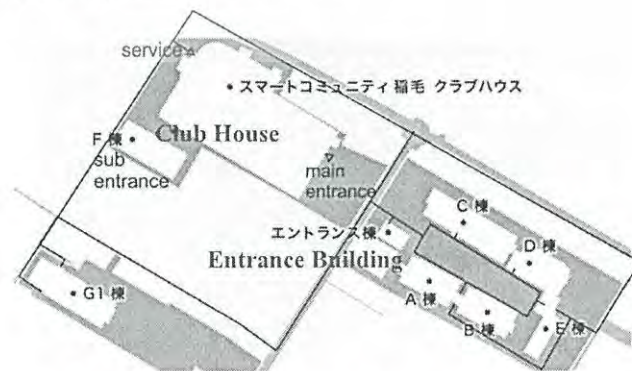 service
スマートコミュニティ稲毛 クラブハウス
F 棟
Club House
sub
entrance
main
entrance
C 棟
エントランス棟
D 棟
Entrance Building
G1 棟
A 棟
B 棟
E 棟